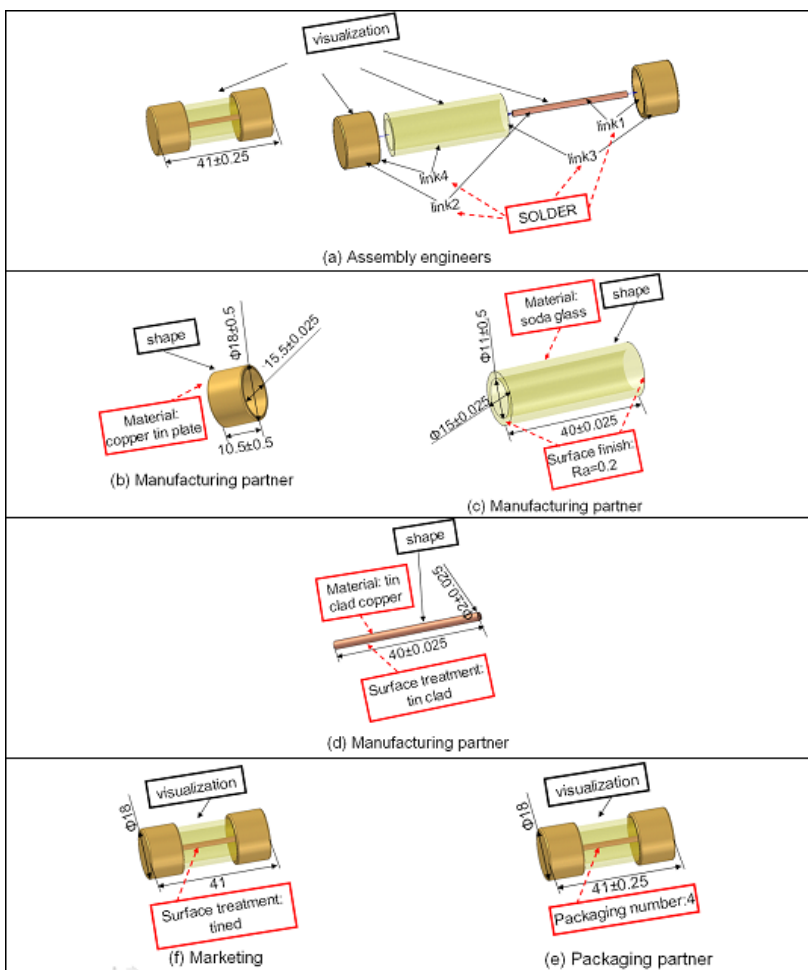 visualization
41±0.25
link1
link3
link4
link2
SOLDER
(a) Assembly engineers
shape
Φ18±0.5
15.5±0.025
Material:
copper tin plate
10.5±0.5
(b) Manufacturing partner
Material:
soda glass
shape
Φ11±0.5
Φ15±0.025
40±0.025
Surface finish:
Ra=0.2
(c) Manufacturing partner
shape
Material: tin
clad copper
Φ2±0.025
40±0.025
Surface treatment:
tin clad
(d) Manufacturing partner
visualization
Φ18
41
Surface treatment:
tined
(f) Marketing
visualization
Φ18
41±0.25
Packaging number:4
(e) Packaging partner